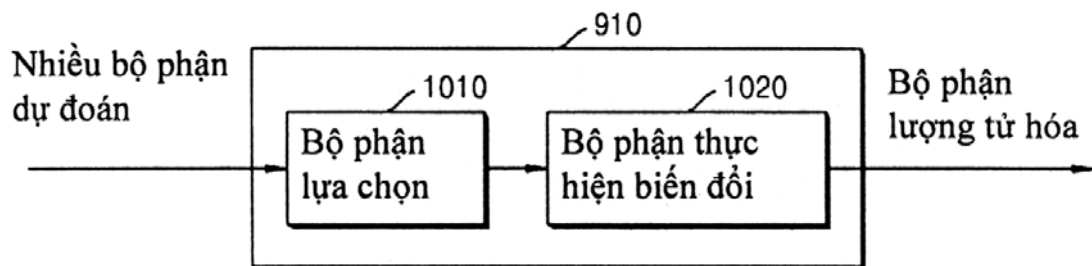 910
Nhiều bộ phận
dự đoán
1010
1020
Bộ phận
lượng tử hóa
Bộ phận
lựa chọn
Bộ phận thực
hiện biến đổi